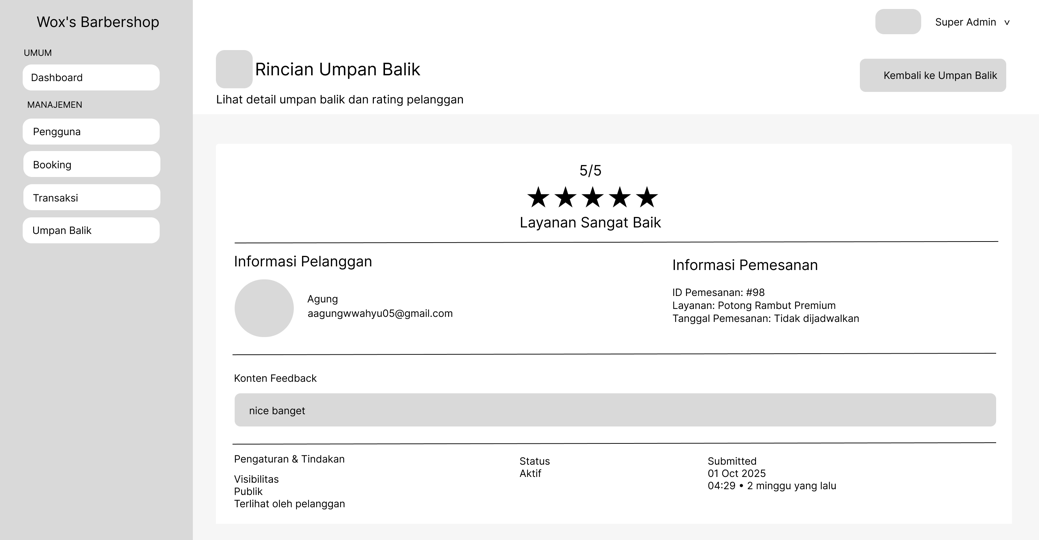 Wox's Barbershop
UMUM
Dashboard
MANAJEMEN
Pengguna
Booking
Transaksi
Umpan Balik
Super Admin v
Rincian Umpan Balik
Lihat detail umpan balik dan rating pelanggan
Kembali ke Umpan Balik
5/5
★★★★★
Layanan Sangat Baik
Informasi Pelanggan
Agung
aagungwwahyu05@gmail.com
Informasi Pemesanan
ID Pemesanan: #98
Layanan: Potong Rambut Premium
Tanggal Pemesanan: Tidak dijadwalkan
Konten Feedback
nice banget
Pengaturan & Tindakan
Visibilitas
Publik
Terlihat oleh pelanggan
Status
Aktif
Submitted
01 Oct 2025
04:29 • 2 minggu yang lalu